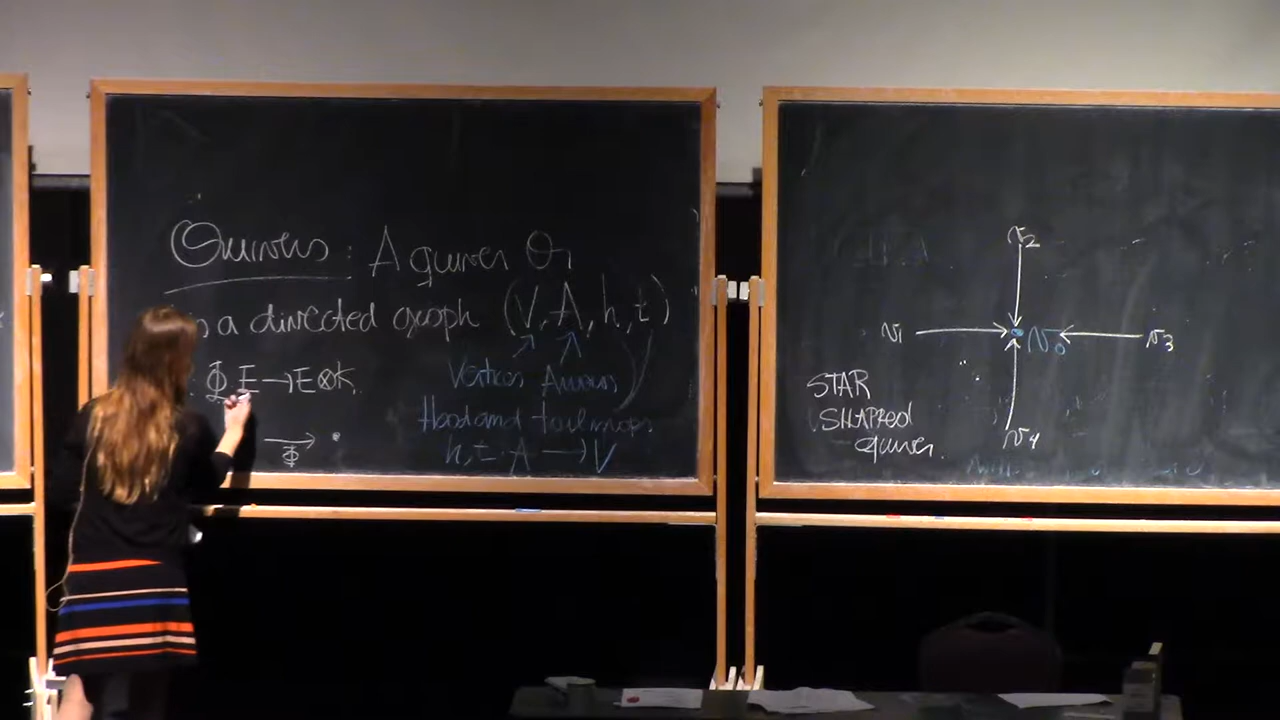 Quivers : A quiver Q
is a directed graph (V, A, h, t)
Φ E → E⊗K
Vertices Arrows
Head and tail maps
h, t : A → V
Φ
v2
v1
v0
v3
v4
STAR
SHAPED
quiver.